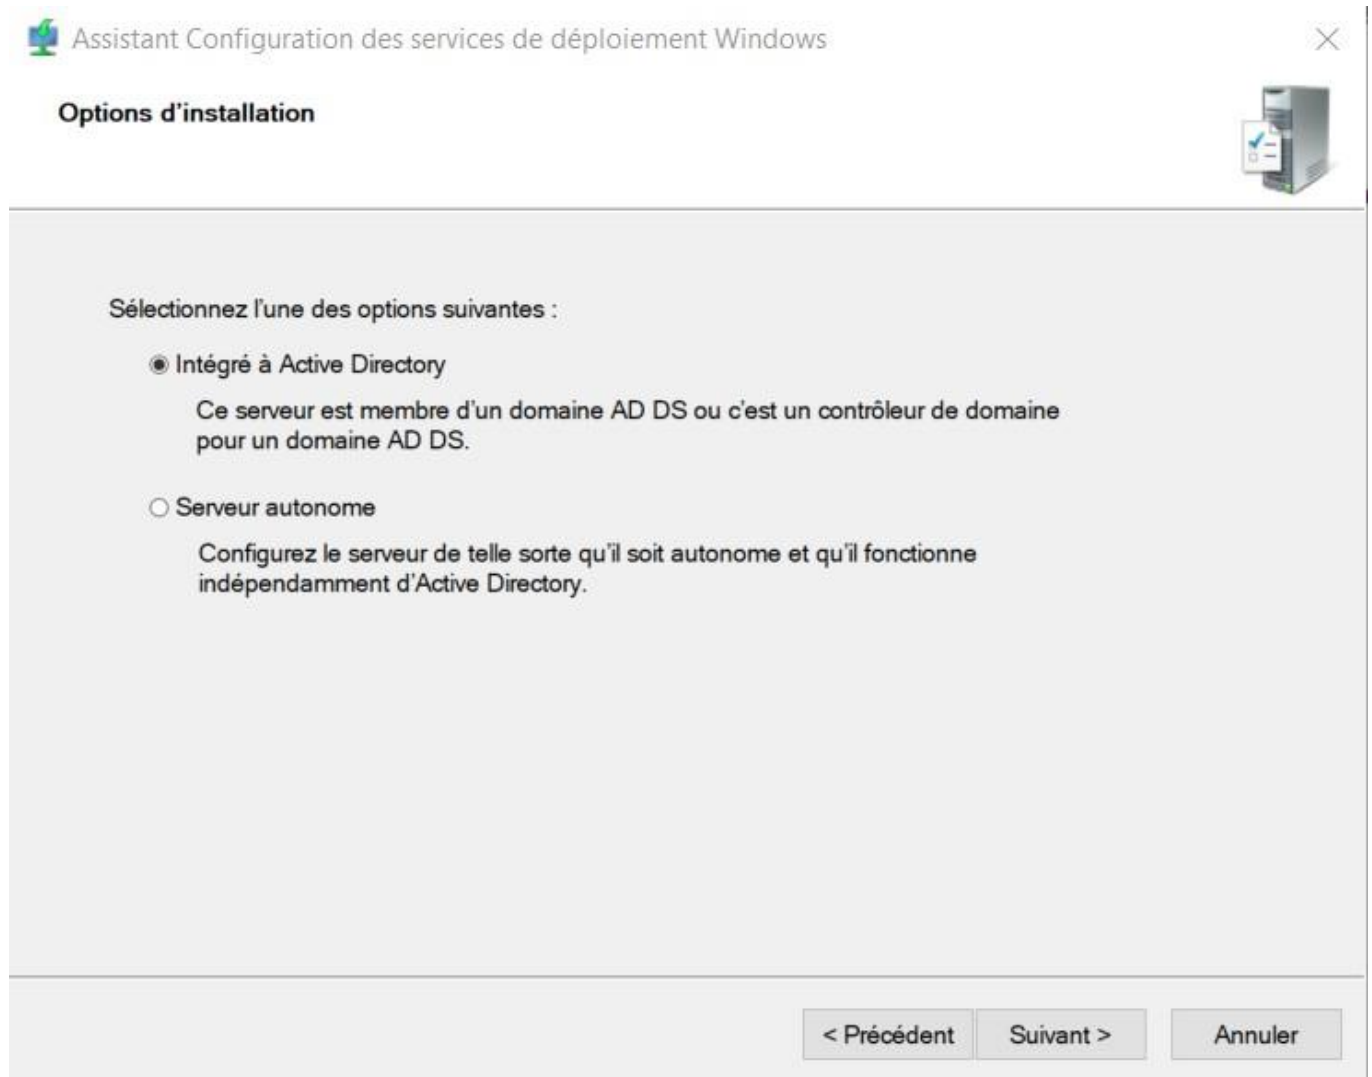 Assistant Configuration des services de déploiement Windows
Options d’installation
Sélectionnez l’une des options suivantes :
Intégré à Active Directory
Ce serveur est membre d’un domaine AD DS ou c’est un contrôleur de domaine
pour un domaine AD DS.
Serveur autonome
Configurez le serveur de telle sorte qu’il soit autonome et qu’il fonctionne
indépendamment d’Active Directory.
< Précédent Suivant > Annuler